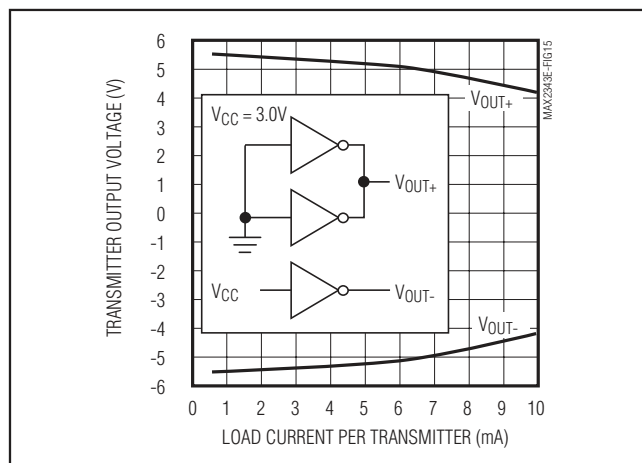 TRANSMITTER OUTPUT VOLTAGE (V)
6
5
4
3
2
1
0
-1
-2
-3
-4
-5
-6
MAX2343E-FIG15
VOUT+
VCC = 3.0V
VOUT+
VCC
VOUT-
VOUT-
0 1 2 3 4 5 6 7 8 9 10
LOAD CURRENT PER TRANSMITTER (mA)